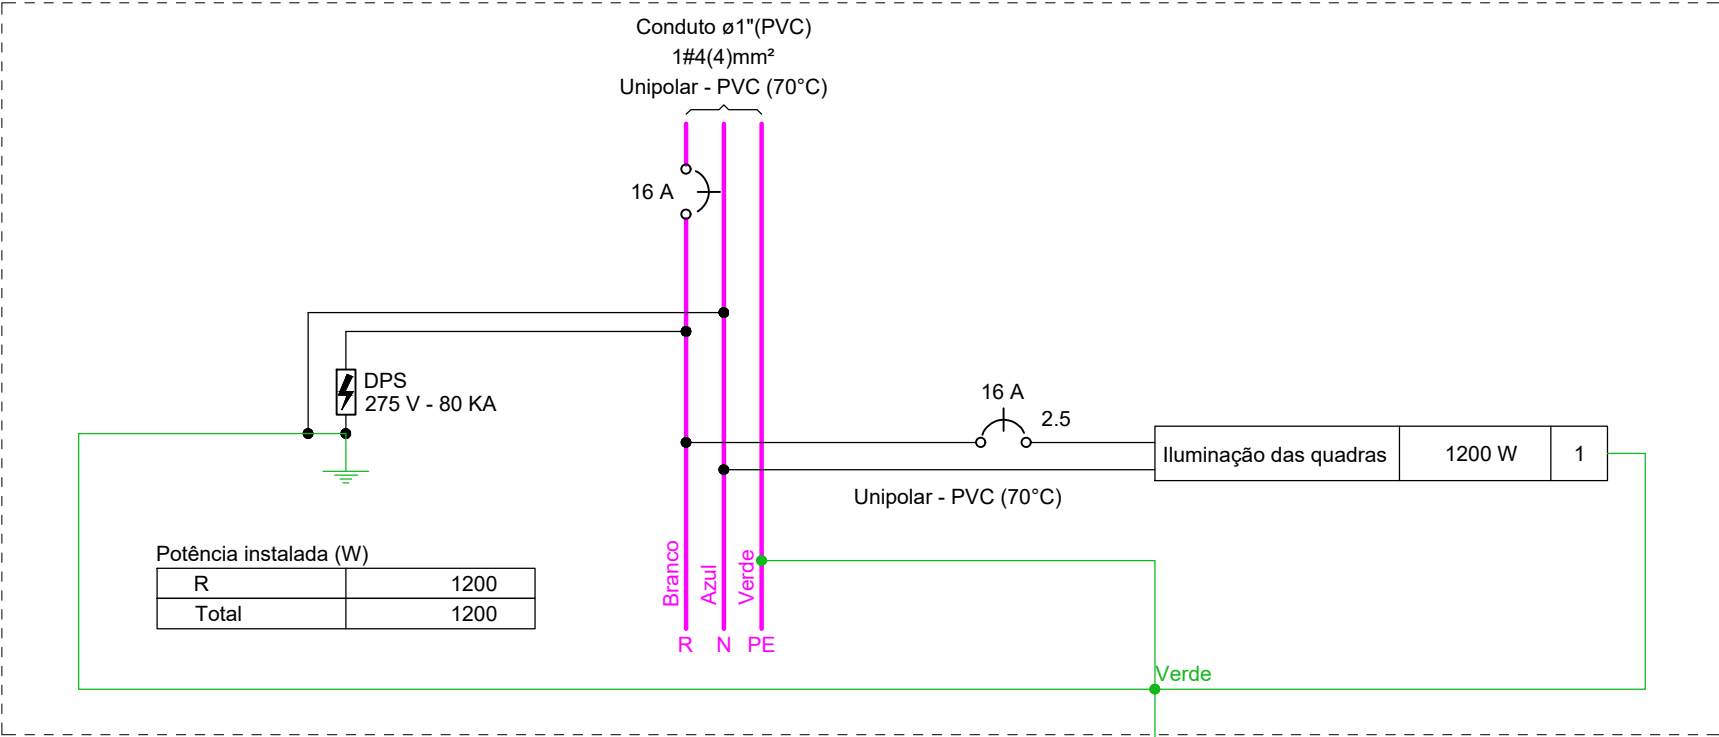 Conduto ø1"(PVC)
1#4(4)mm²
Unipolar - PVC (70°C)
16 A
DPS
275 V - 80 KA
16 A
2.5
Iluminação das quadras 1200 W 1
Unipolar - PVC (70°C)
Potência instalada (W)
R 1200
Total 1200
Branco
Azul
Verde
R N PE
Verde